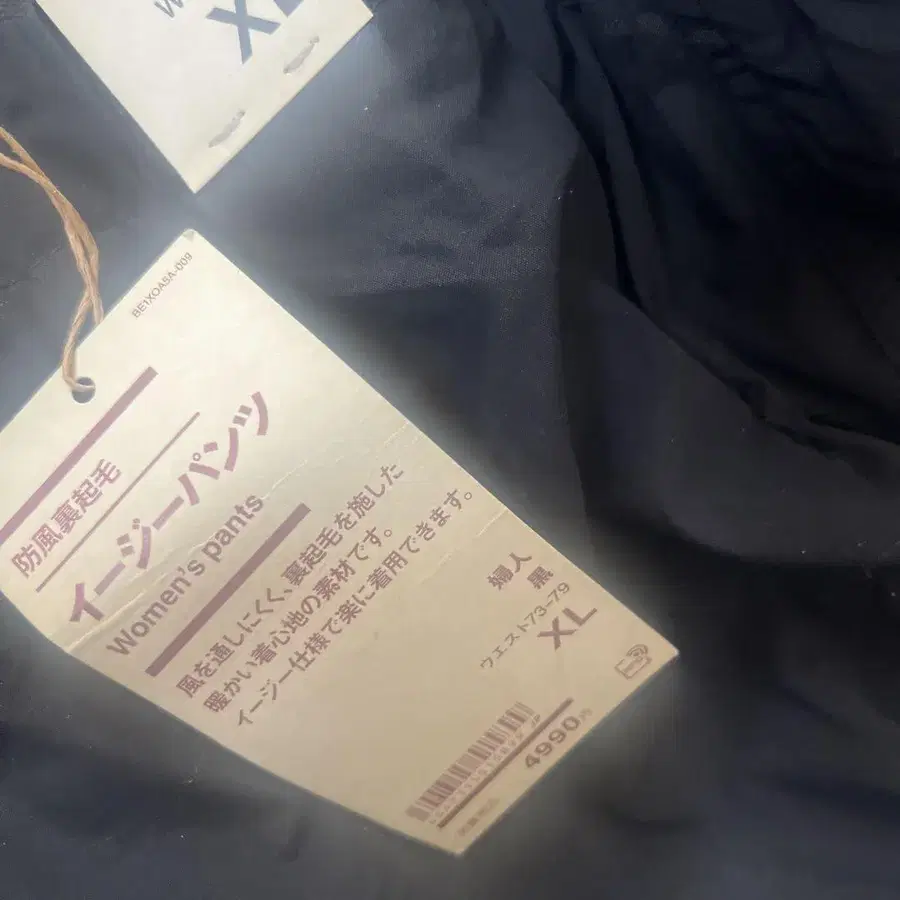 XL
BE1XOA5A-009
防風裏起毛
イージーパンツ
Women's pants
風を通しにくく、裏起毛を施した
暖かい着心地の素材です。
イージー仕様で楽に着用できます。
婦人
黒
ウエスト73-79
XL
4990円